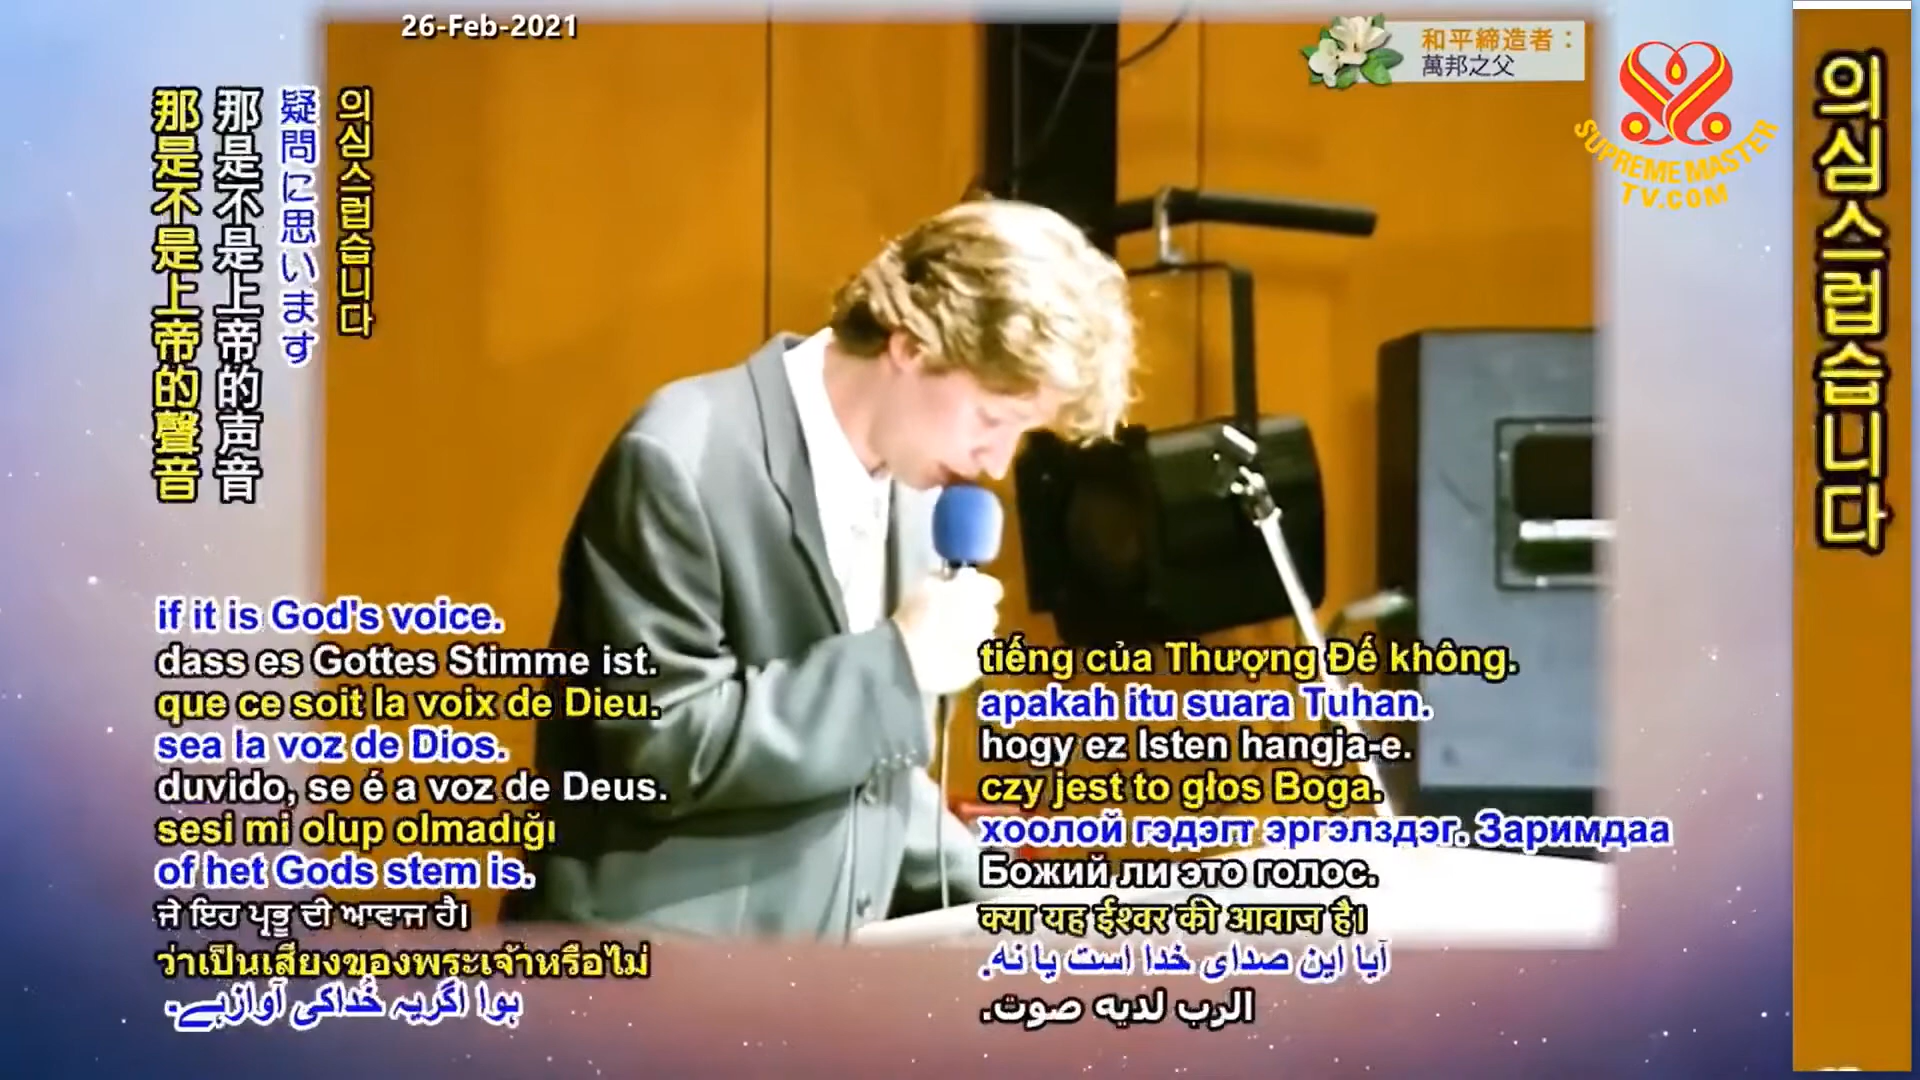 26-Feb-2021
和平締造者：
萬邦之父
SUPREME MASTER
TV.COM
의심스럽습니다
那是不是上帝的聲音
那是不是上帝的声音
疑問に思います
의심스럽습니다
if it is God's voice.
dass es Gottes Stimme ist.
que ce soit la voix de Dieu.
sea la voz de Dios.
duvido, se é a voz de Deus.
sesi mi olup olmadığı
of het Gods stem is.
ਜੇ ਇਹ ਪ੍ਰਭੂ ਦੀ ਆਵਾਜ ਹੈ।
ว่าเป็นเสียงของพระเจ้าหรือไม่
ہوا اگریہ خُداکی آوازہے۔
tiếng của Thượng Đế không.
apakah itu suara Tuhan.
hogy ez Isten hangja-e.
czy jest to głos Boga.
хоолой гэдэгт эргэлздэг. Заримдаа
Божий ли это голос.
क्या यह ईश्वर की आवाज है।
آیا این صدای خدا است یا نه.
الرب لديه صوت.